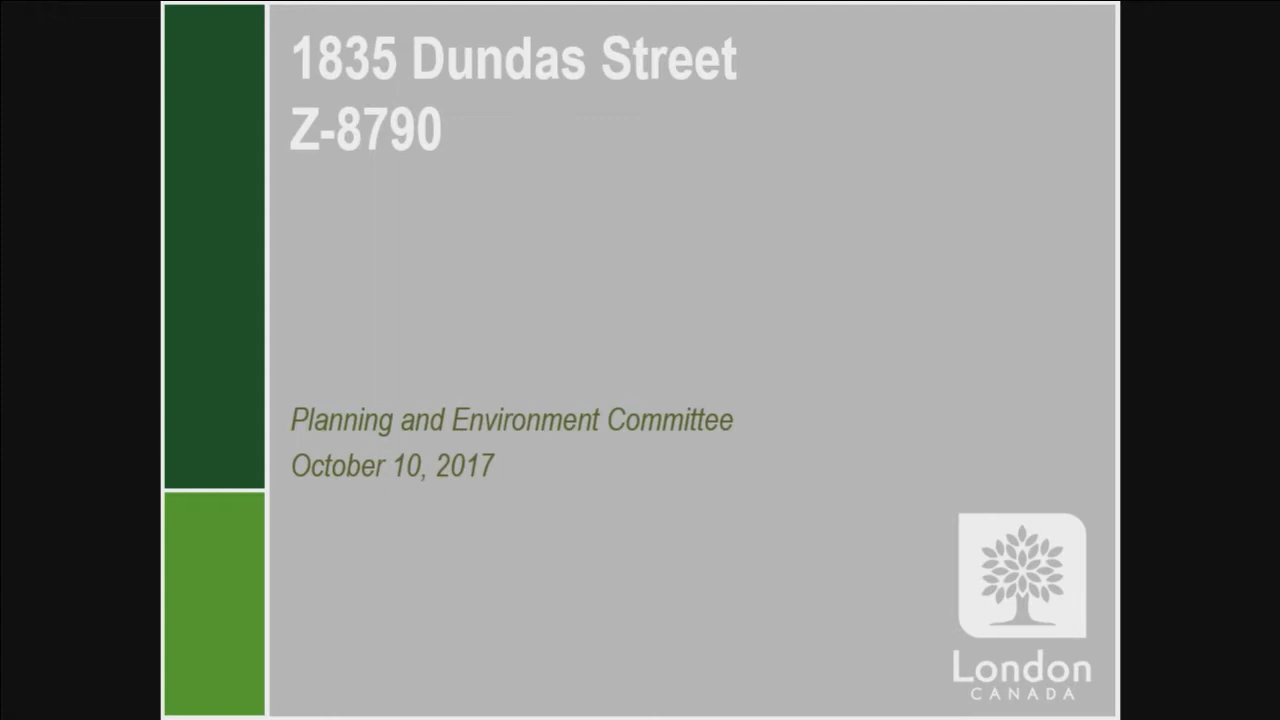 1835 Dundas Street
Z-8790
Planning and Environment Committee
October 10, 2017
London
CANADA